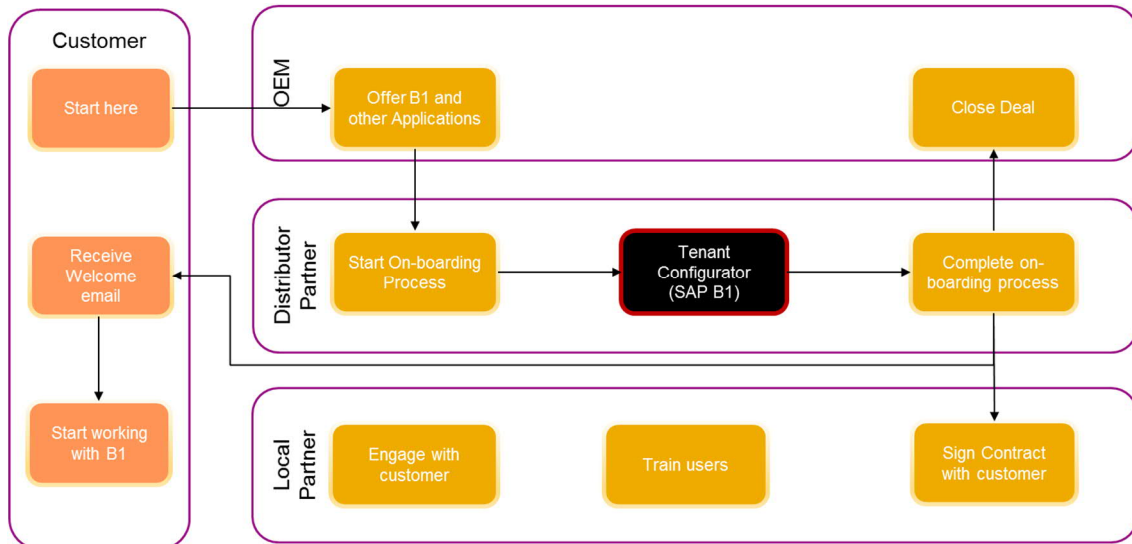 Customer
Start here
OEM
Offer B1 and
other Applications
Close Deal
Receive
Welcome
email
Distributor
Partner
Start On-boarding
Process
Tenant
Configurator
(SAP B1)
Complete on-
boarding process
Start working
with B1
Local
Partner
Engage with
customer
Train users
Sign Contract
with customer